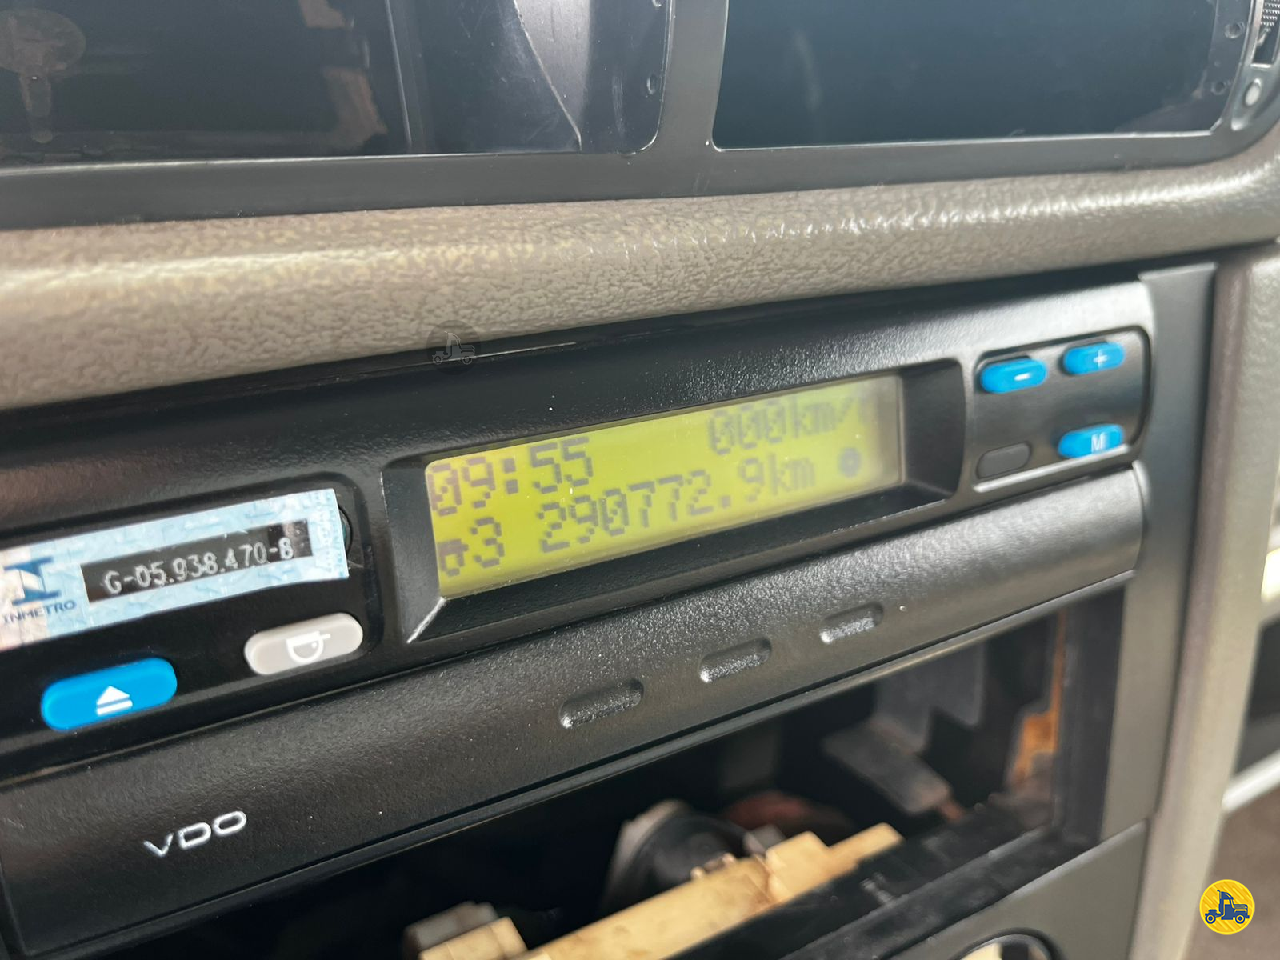 09:55 000km/
3 290772.9km
G-05.938.470-8
INMETRO
- +
M
VDO